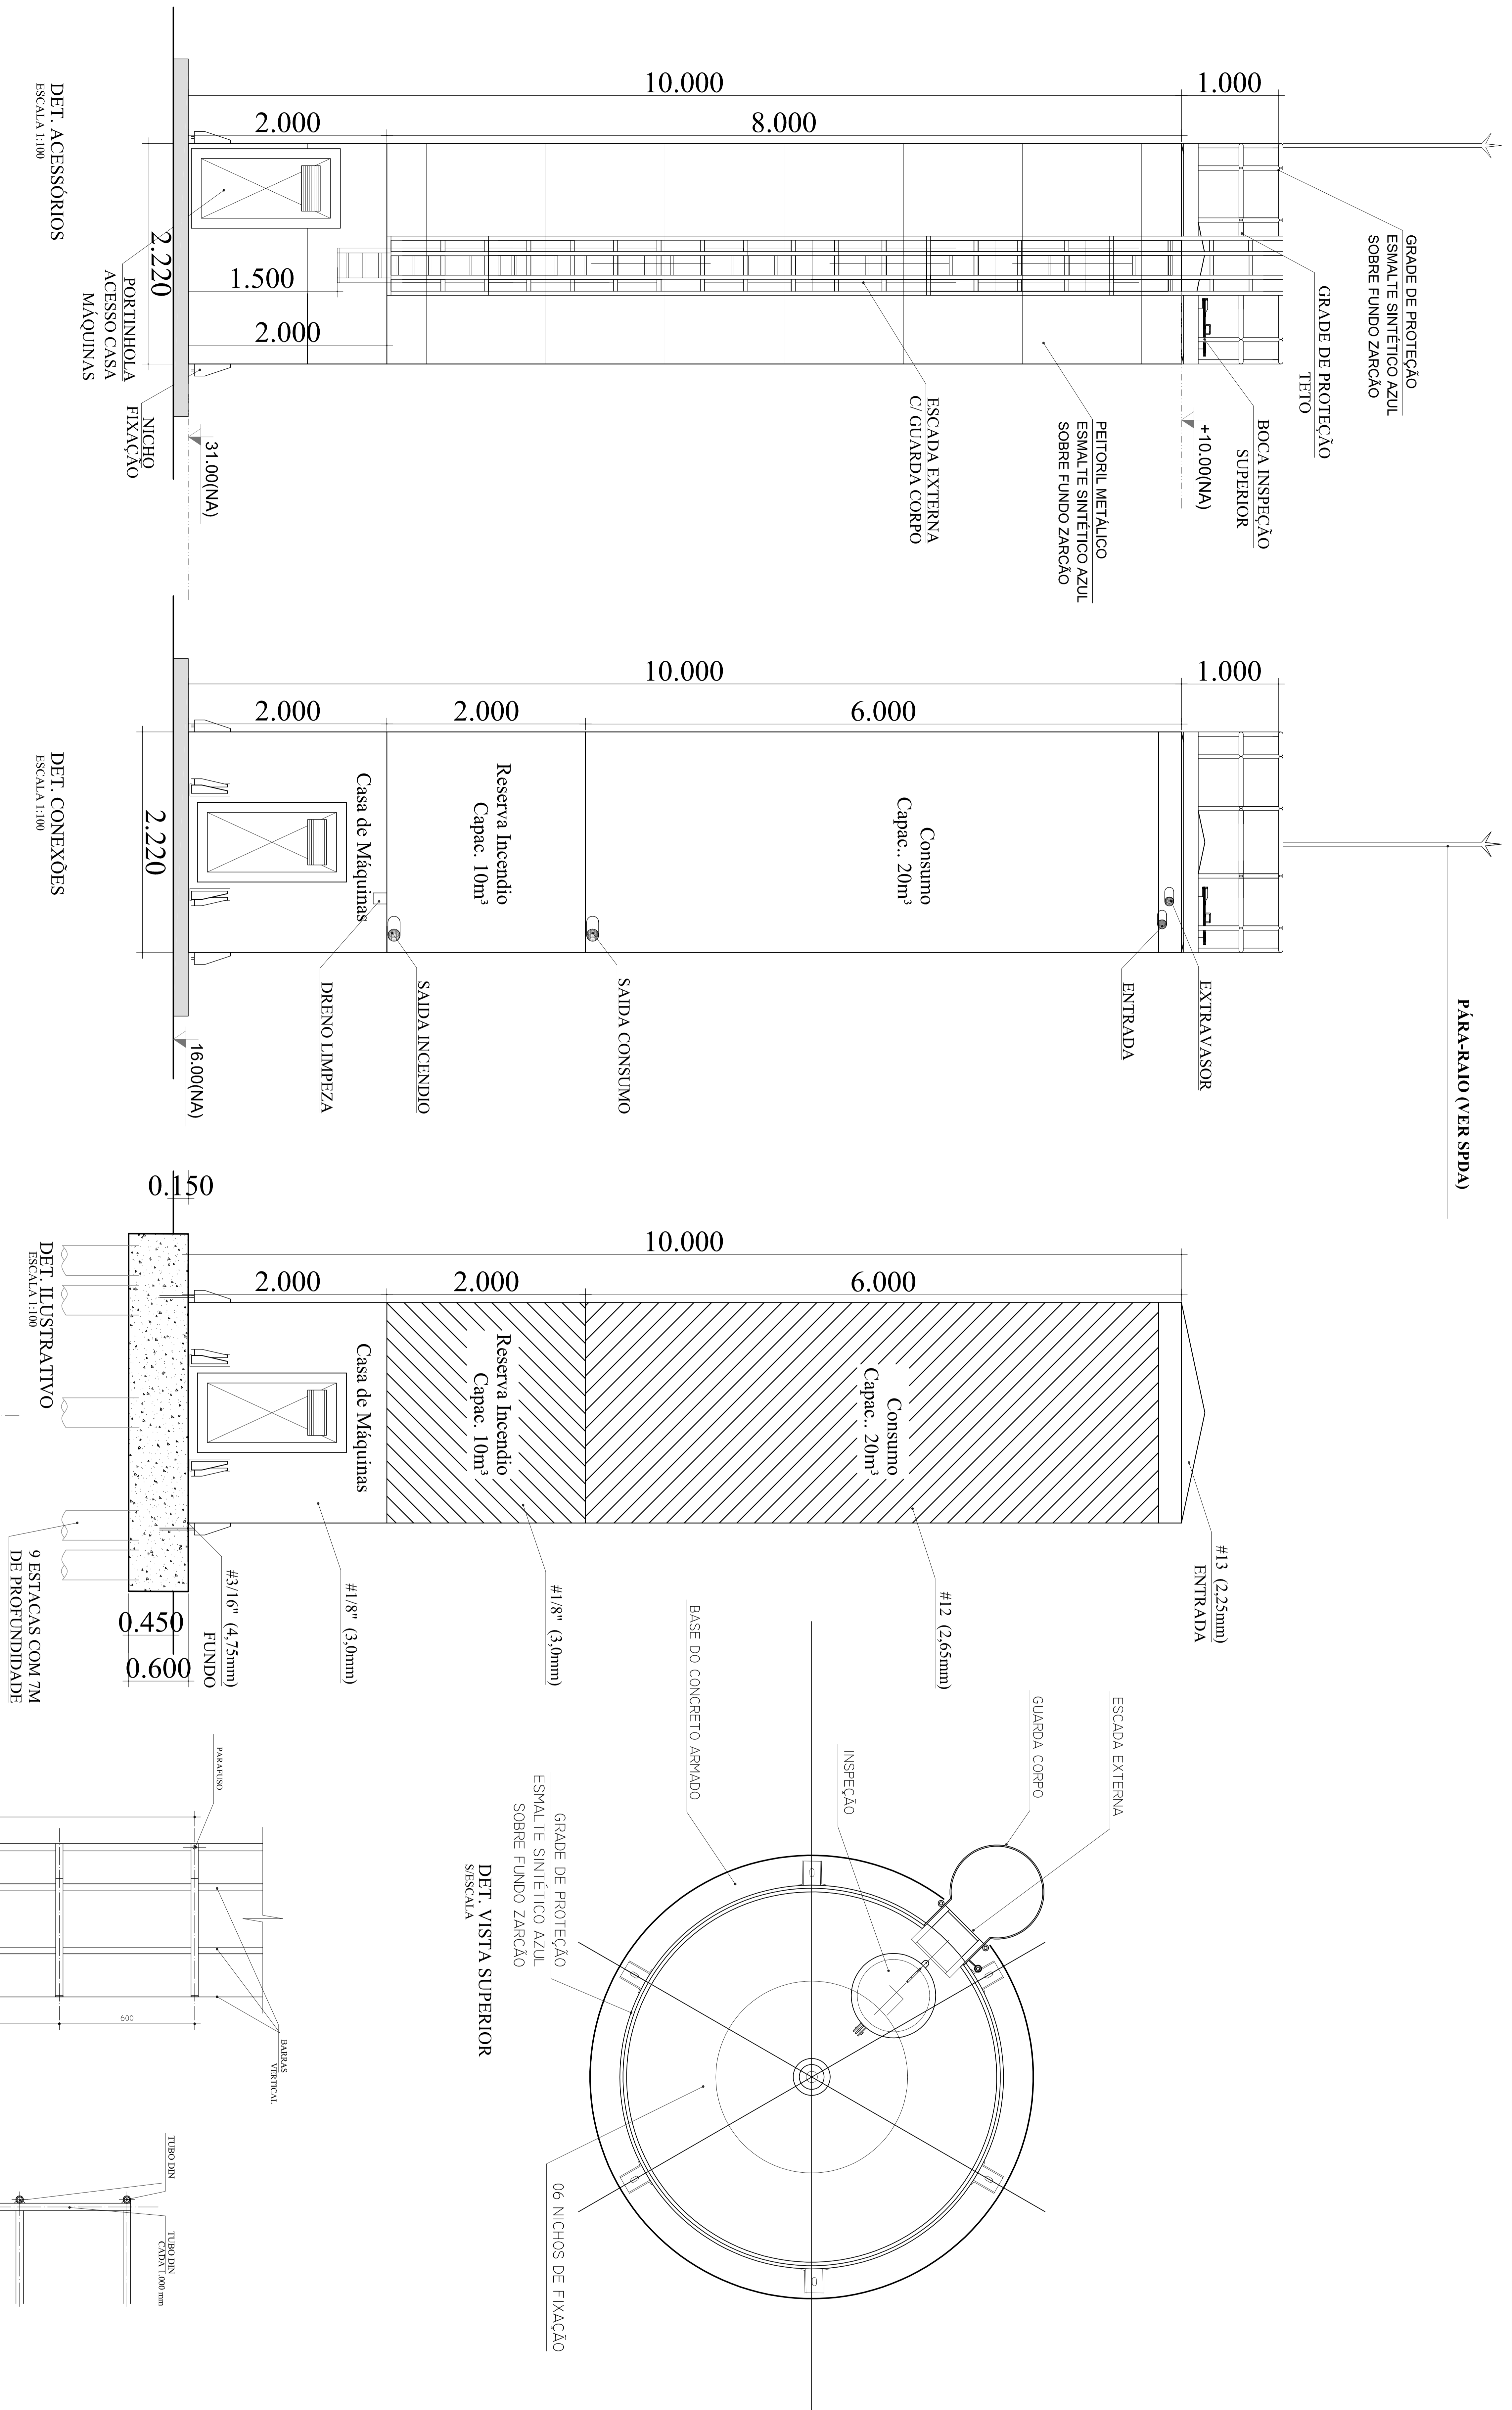 10.000
1.000
2.000
8.000
2.220
1.500
2.000
DET. ACESSÓRIOS
ESCALA 1:100
PORTINHOLA
ACESSO CASA
MÁQUINAS
NICHO
FIXAÇÃO
31.00(NA)
+10.00(NA)
GRADE DE PROTEÇÃO
ESMALTE SINTÉTICO AZUL
SOBRE FUNDO ZARCÃO
GRADE DE PROTEÇÃO
TETO
BOCA INSPEÇÃO
SUPERIOR
PEITORIL METÁLICO
ESMALTE SINTÉTICO AZUL
SOBRE FUNDO ZARCÃO
ESCADA EXTERNA
C/ GUARDA CORPO
10.000
1.000
2.000
2.000
6.000
2.220
Consumo
Capac.. 20m³
Reserva Incendio
Capac. 10m³
Casa de Máquinas
PÁRA-RAIO (VER SPDA)
EXTRAVASOR
ENTRADA
SAIDA CONSUMO
SAIDA INCENDIO
DRENO LIMPEZA
16.00(NA)
DET. CONEXÕES
ESCALA 1:100
0.150
10.000
2.000
2.000
6.000
Consumo
Capac.. 20m³
Reserva Incendio
Capac. 10m³
Casa de Máquinas
#13 (2,25mm)
ENTRADA
#12 (2,65mm)
#1/8" (3,0mm)
#1/8" (3,0mm)
#3/16" (4,75mm)
FUNDO
0.450
0.600
9 ESTACAS COM 7M
DE PROFUNDIDADE
DET. ILUSTRATIVO
ESCALA 1:100
ESCADA EXTERNA
GUARDA CORPO
INSPEÇÃO
BASE DO CONCRETO ARMADO
GRADE DE PROTEÇÃO
ESMALTE SINTÉTICO AZUL
SOBRE FUNDO ZARCÃO
06 NICHOS DE FIXAÇÃO
DET. VISTA SUPERIOR
S/ESCALA
PARAFUSO
600
BARRAS
VERTICAL
TUBO DIN
TUBO DIN
CADA 1.000 mm